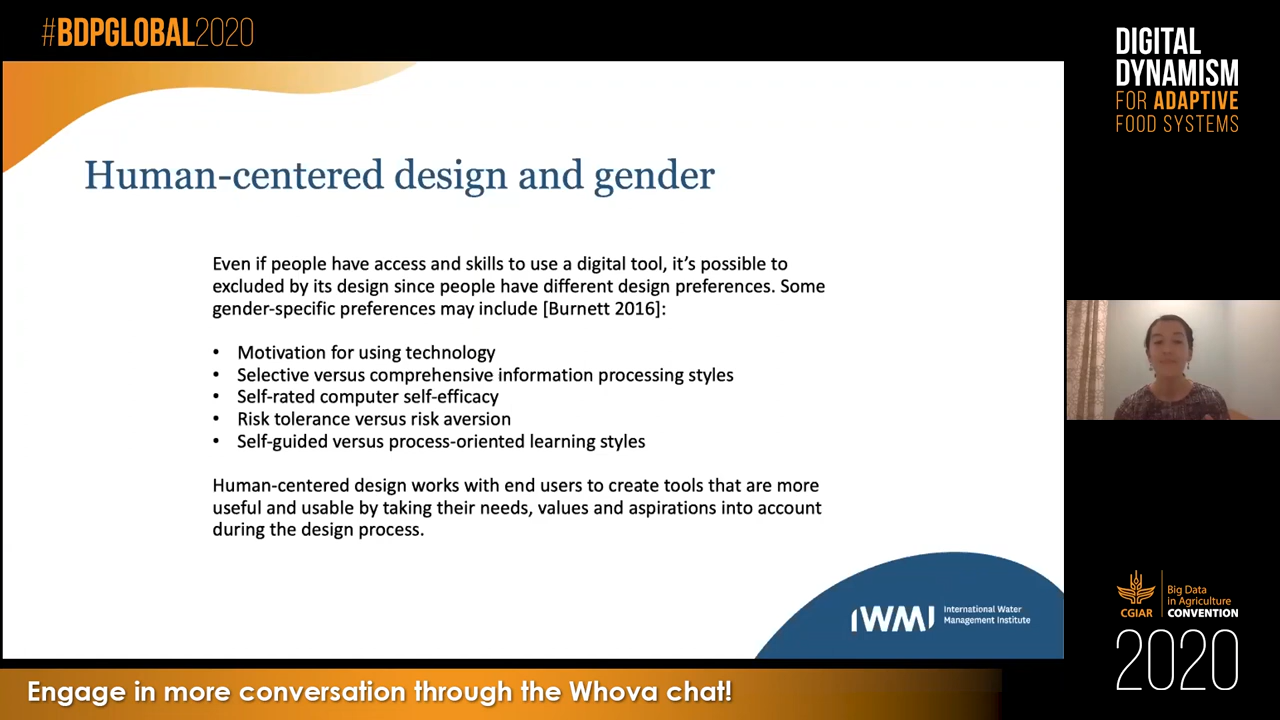 #BDPGLOBAL2020
DIGITAL
DYNAMISM
FOR ADAPTIVE
FOOD SYSTEMS
Human-centered design and gender
Even if people have access and skills to use a digital tool, it's possible to
excluded by its design since people have different design preferences. Some
gender-specific preferences may include [Burnett 2016]:
• Motivation for using technology
• Selective versus comprehensive information processing styles
• Self-rated computer self-efficacy
• Risk tolerance versus risk aversion
• Self-guided versus process-oriented learning styles
Human-centered design works with end users to create tools that are more
useful and usable by taking their needs, values and aspirations into account
during the design process.
IWMI
International Water
Management Institute
CGIAR
Big Data
in Agriculture
CONVENTION
2020
Engage in more conversation through the Whova chat!